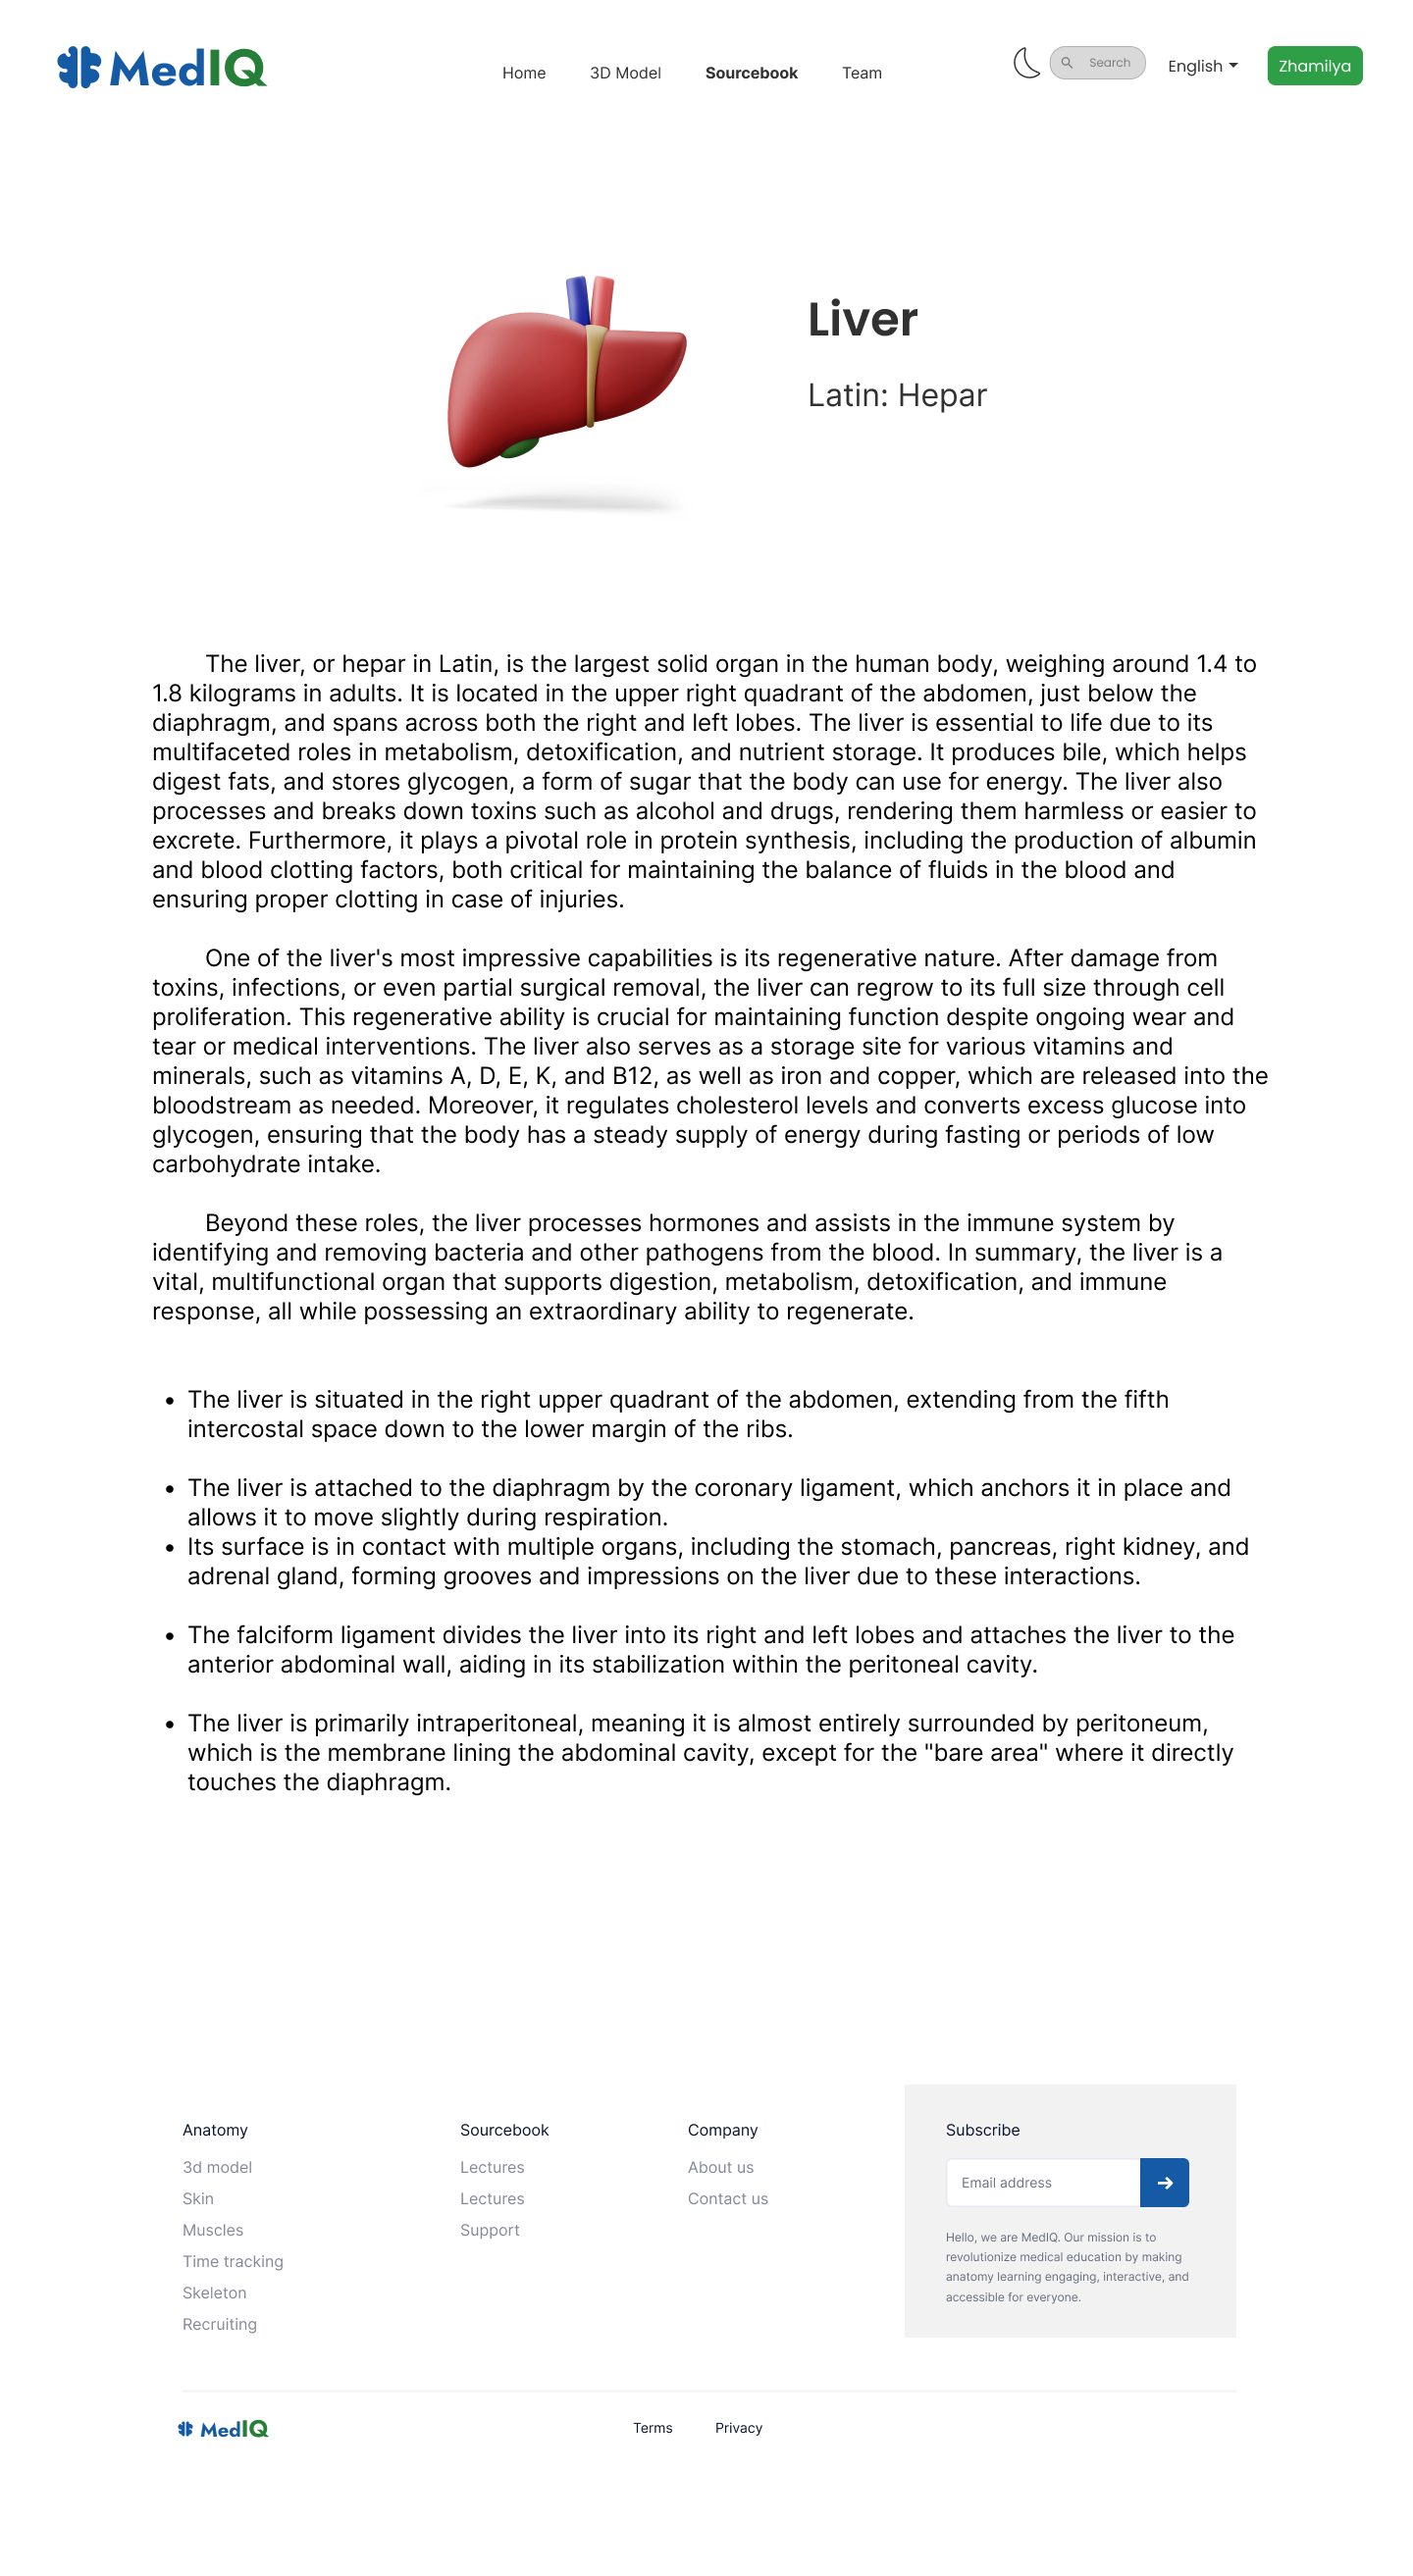 MedIQ
Home
3D Model
Sourcebook
Team
Search
English
Zhamilya
Liver
Latin: Hepar
The liver, or hepar in Latin, is the largest solid organ in the human body, weighing around 1.4 to
1.8 kilograms in adults. It is located in the upper right quadrant of the abdomen, just below the
diaphragm, and spans across both the right and left lobes. The liver is essential to life due to its
multifaceted roles in metabolism, detoxification, and nutrient storage. It produces bile, which helps
digest fats, and stores glycogen, a form of sugar that the body can use for energy. The liver also
processes and breaks down toxins such as alcohol and drugs, rendering them harmless or easier to
excrete. Furthermore, it plays a pivotal role in protein synthesis, including the production of albumin
and blood clotting factors, both critical for maintaining the balance of fluids in the blood and
ensuring proper clotting in case of injuries.
One of the liver's most impressive capabilities is its regenerative nature. After damage from
toxins, infections, or even partial surgical removal, the liver can regrow to its full size through cell
proliferation. This regenerative ability is crucial for maintaining function despite ongoing wear and
tear or medical interventions. The liver also serves as a storage site for various vitamins and
minerals, such as vitamins A, D, E, K, and B12, as well as iron and copper, which are released into the
bloodstream as needed. Moreover, it regulates cholesterol levels and converts excess glucose into
glycogen, ensuring that the body has a steady supply of energy during fasting or periods of low
carbohydrate intake.
Beyond these roles, the liver processes hormones and assists in the immune system by
identifying and removing bacteria and other pathogens from the blood. In summary, the liver is a
vital, multifunctional organ that supports digestion, metabolism, detoxification, and immune
response, all while possessing an extraordinary ability to regenerate.
• The liver is situated in the right upper quadrant of the abdomen, extending from the fifth
intercostal space down to the lower margin of the ribs.
• The liver is attached to the diaphragm by the coronary ligament, which anchors it in place and
allows it to move slightly during respiration.
• Its surface is in contact with multiple organs, including the stomach, pancreas, right kidney, and
adrenal gland, forming grooves and impressions on the liver due to these interactions.
• The falciform ligament divides the liver into its right and left lobes and attaches the liver to the
anterior abdominal wall, aiding in its stabilization within the peritoneal cavity.
• The liver is primarily intraperitoneal, meaning it is almost entirely surrounded by peritoneum,
which is the membrane lining the abdominal cavity, except for the "bare area" where it directly
touches the diaphragm.
Anatomy
3d model
Skin
Muscles
Time tracking
Skeleton
Recruiting
Sourcebook
Lectures
Lectures
Support
Company
About us
Contact us
Subscribe
Email address
Hello, we are MedIQ. Our mission is to
revolutionize medical education by making
anatomy learning engaging, interactive, and
accessible for everyone.
MedIQ
Terms
Privacy